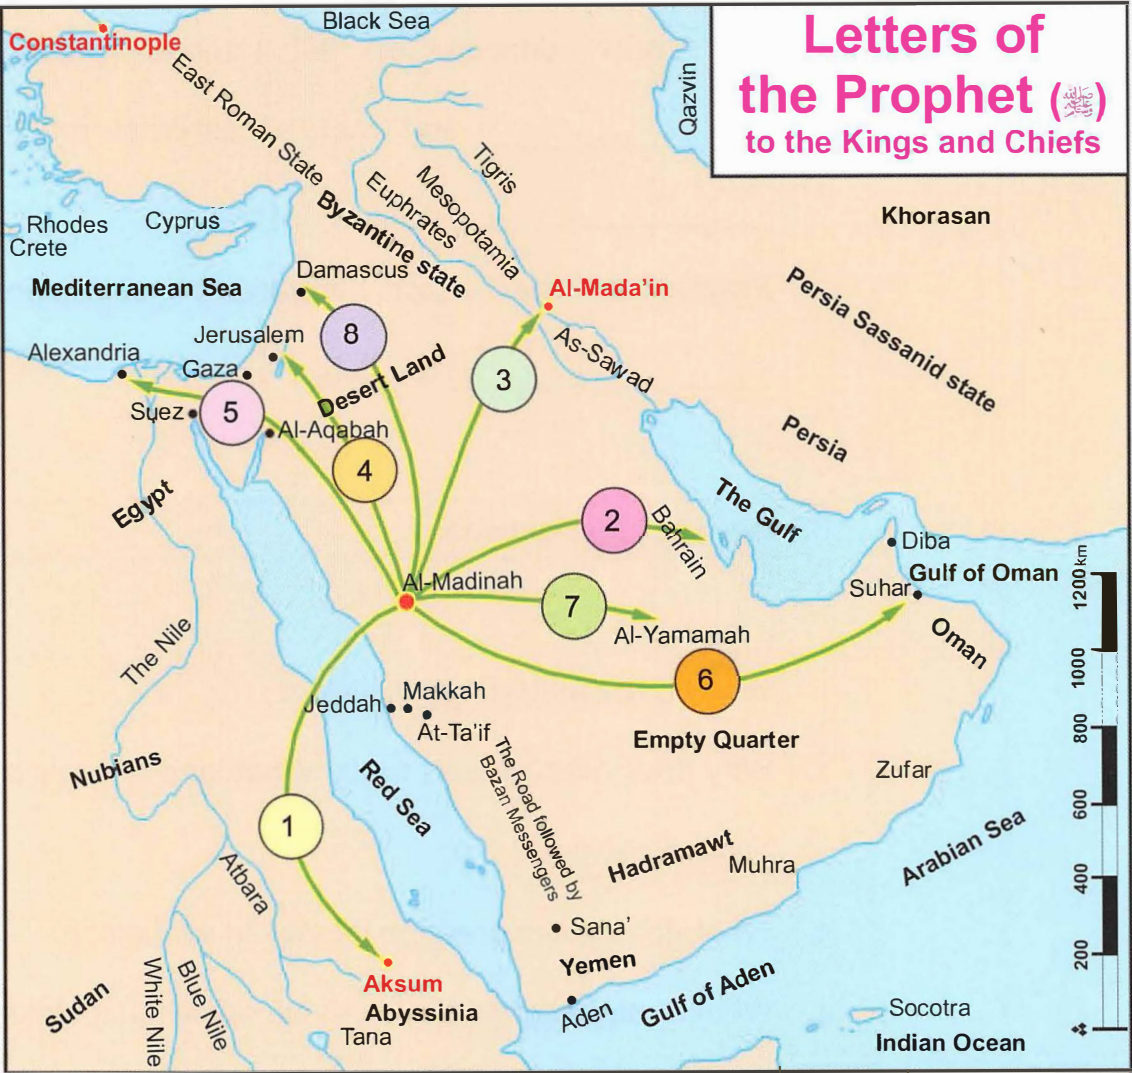 Letters of
the Prophet (ﷺ)
to the Kings and Chiefs
Black Sea
Constantinople
East Roman State
Qazvin
Tigris
Mesopotamia
Euphrates
Byzantine state
Khorasan
Rhodes
Cyprus
Crete
Mediterranean Sea
Damascus
Al-Mada'in
Persia Sassanid state
8
Jerusalem
As-Sawad
Alexandria
Gaza
Desert Land
3
Suez
5
Al-Aqabah
4
Persia
Egypt
2
Bahrain
The Gulf
Diba
Gulf of Oman
Al-Madinah
Suhar
7
Al-Yamamah
Oman
The Nile
6
Jeddah
Makkah
At-Ta'if
Empty Quarter
Nubians
Red Sea
The Road followed by
Bazan Messengers
Zufar
1
Hadramawt
Muhra
Arabian Sea
Atbara
Sana'
Yemen
Aksum
Abyssinia
Sudan
White Nile
Blue Nile
Tana
Aden
Gulf of Aden
Socotra
Indian Ocean
1200 km
1000
800
600
400
200